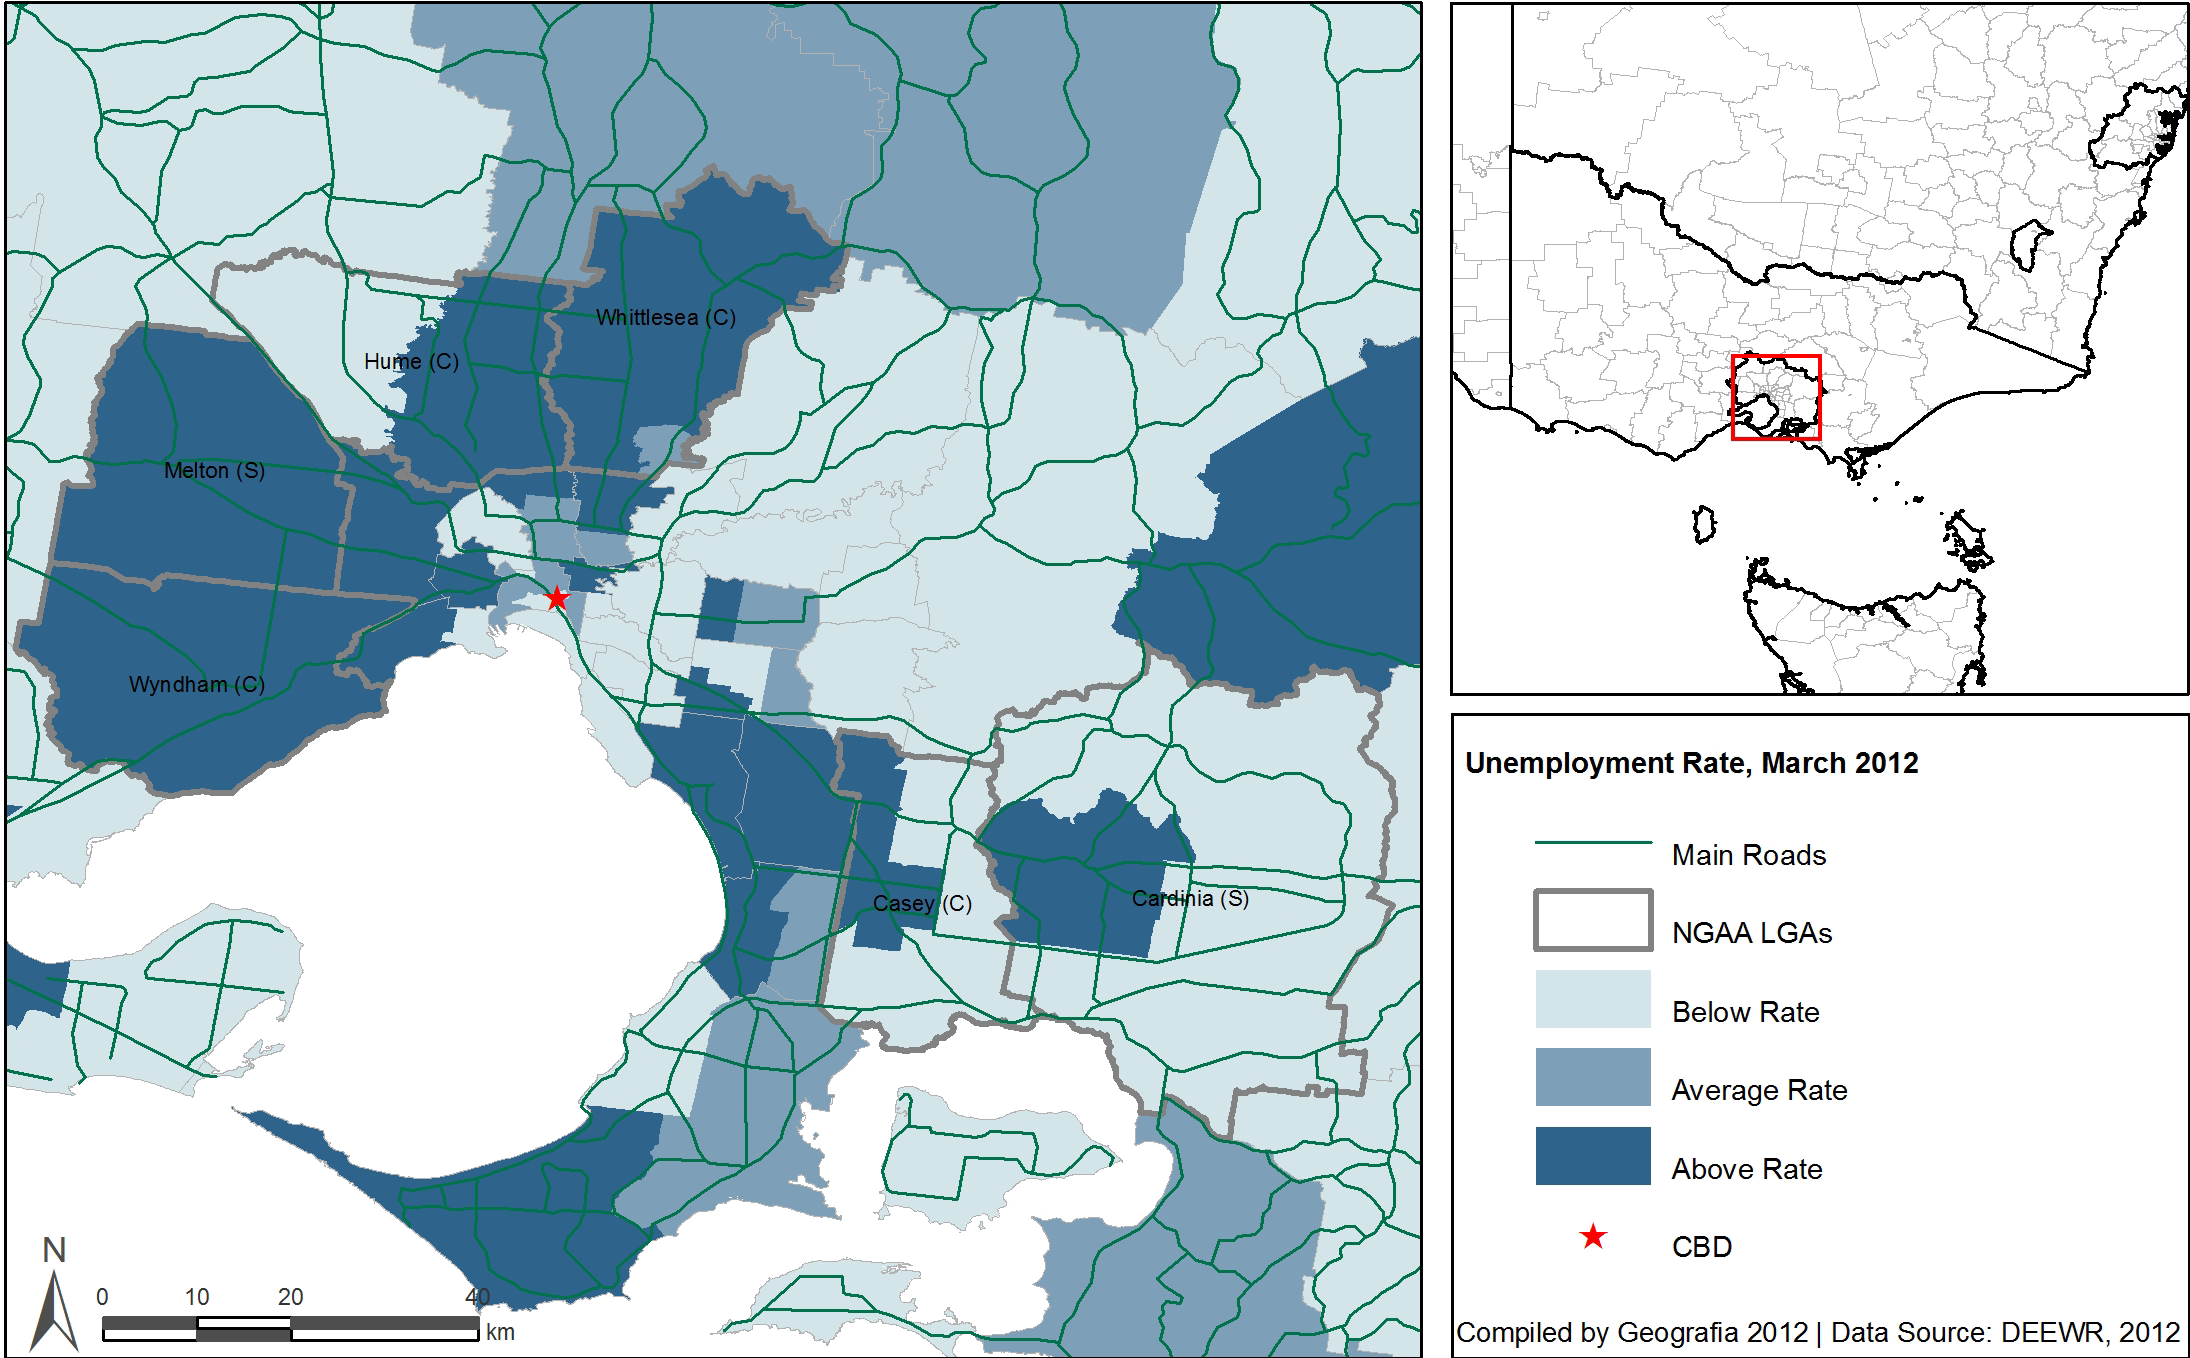 Whittlesea (C)
Hume (C)
Melton (S)
Wyndham (C)
Casey (C)
Cardinia (S)
N
0 10 20 40
km
Unemployment Rate, March 2012
Main Roads
NGAA LGAs
Below Rate
Average Rate
Above Rate
CBD
Compiled by Geografia 2012 | Data Source: DEEWR, 2012